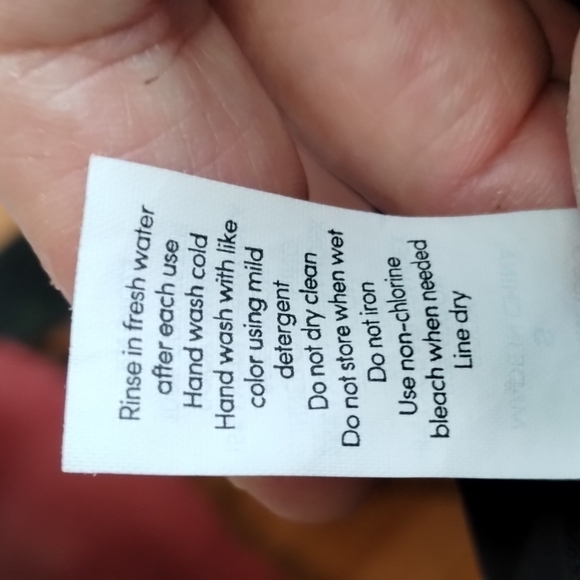 Rinse in fresh water
after each use
Hand wash cold
Hand wash with like
color using mild
detergent
Do not dry clean
Do not store when wet
Do not iron
Use non-chlorine
bleach when needed
Line dry